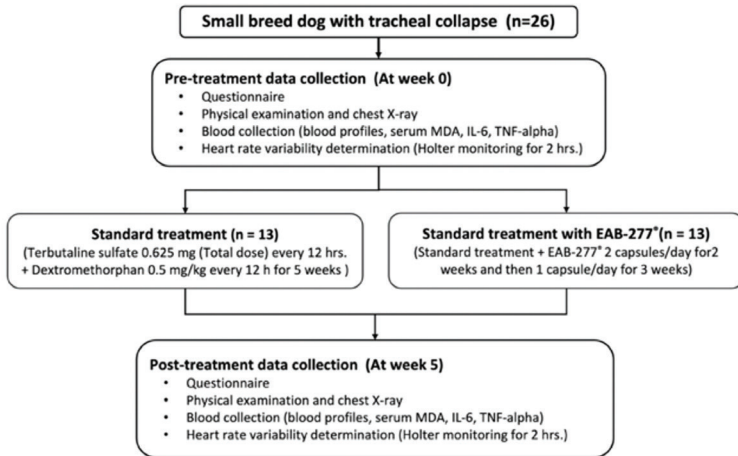 Small breed dog with tracheal collapse (n=26)
Pre-treatment data collection (At week 0)
• Questionnaire
• Physical examination and chest X-ray
• Blood collection (blood profiles, serum MDA, IL-6, TNF-alpha)
• Heart rate variability determination (Holter monitoring for 2 hrs.)
Standard treatment (n = 13)
(Terbutaline sulfate 0.625 mg (Total dose) every 12 hrs.
+ Dextromethorphan 0.5 mg/kg every 12 h for 5 weeks )
Standard treatment with EAB-277*(n = 13)
(Standard treatment + EAB-277* 2 capsules/day for2
weeks and then 1 capsule/day for 3 weeks)
Post-treatment data collection (At week 5)
• Questionnaire
• Physical examination and chest X-ray
• Blood collection (blood profiles, serum MDA, IL-6, TNF-alpha)
• Heart rate variability determination (Holter monitoring for 2 hrs.)